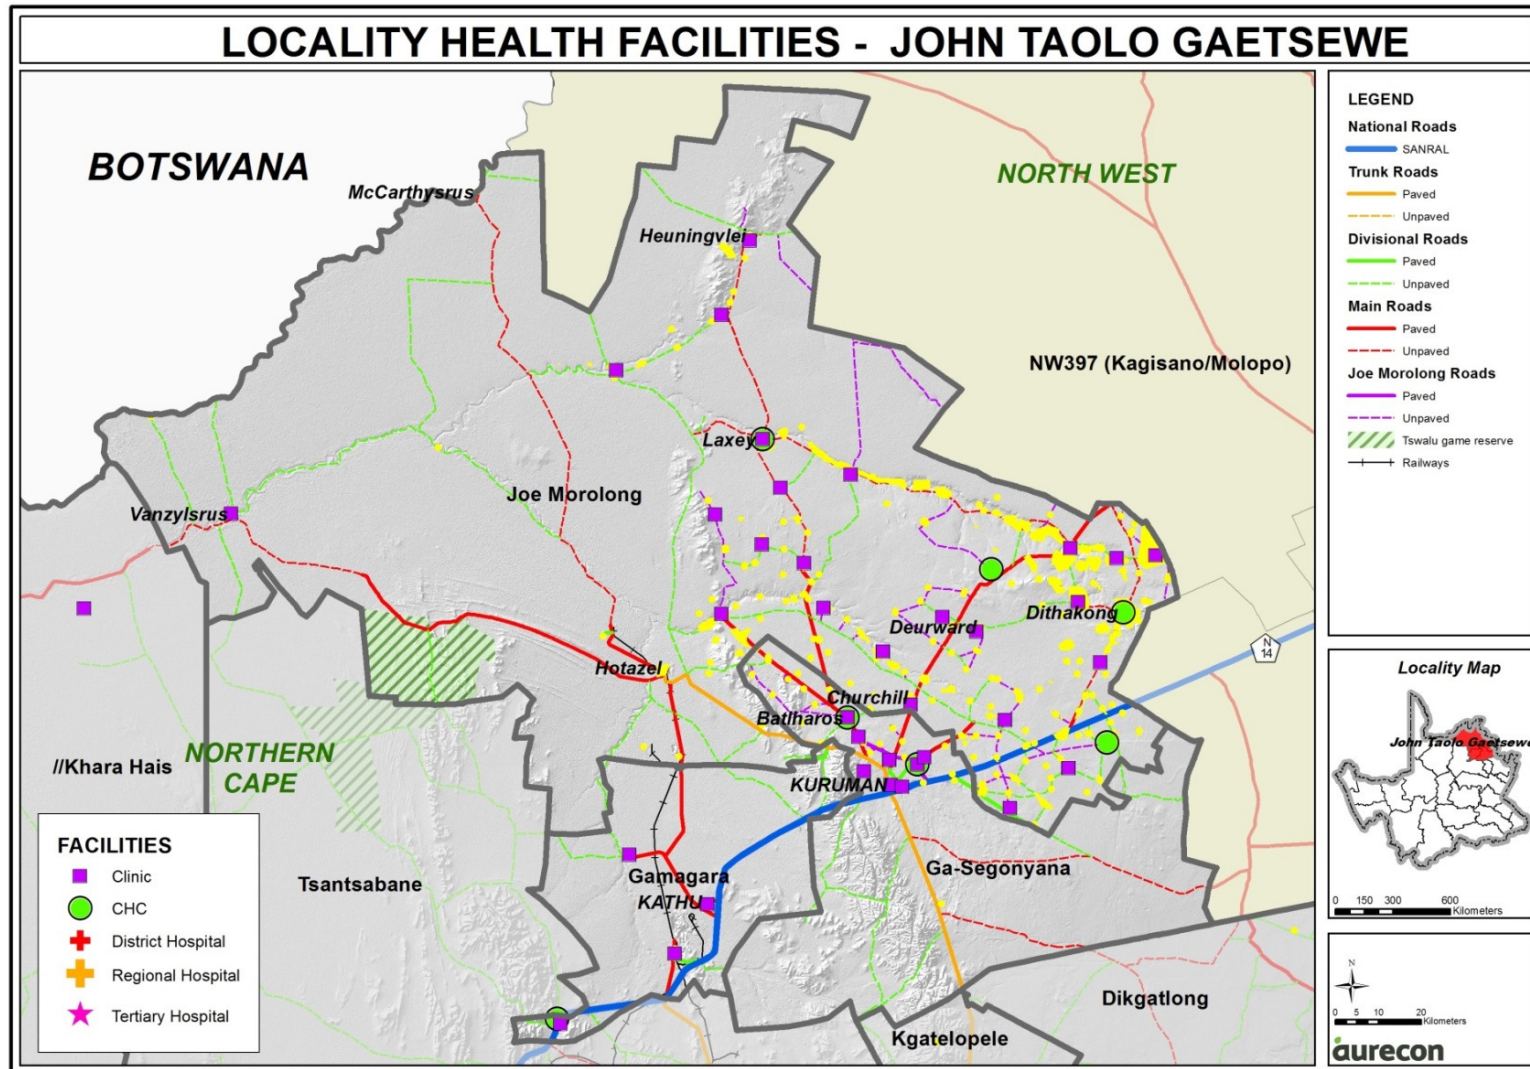 LOCALITY HEALTH FACILITIES - JOHN TAOLO GAETSEWE
BOTSWANA
NORTH WEST
McCarthysrus
Heuningvlei
NW397 (Kagisano/Molopo)
Laxey
Joe Morolong
Vanzylsrus
Dithakong
Deurward
N
14
Hotazel
Churchill
Batlharos
NORTHERN
CAPE
//Khara Hais
KURUMAN
Ga-Segonyana
Gamagara
Tsantsabane
KATHU
Dikgatlong
Kgatelopele
FACILITIES
Clinic
CHC
District Hospital
Regional Hospital
Tertiary Hospital
LEGEND
National Roads
SANRAL
Trunk Roads
Paved
Unpaved
Divisional Roads
Paved
Unpaved
Main Roads
Paved
Unpaved
Joe Morolong Roads
Paved
Unpaved
Tswalu game reserve
Railways
Locality Map
John Taolo Gaetsewe
0 150 300 600
Kilometers
N
0 5 10 20
Kilometers
aurecon